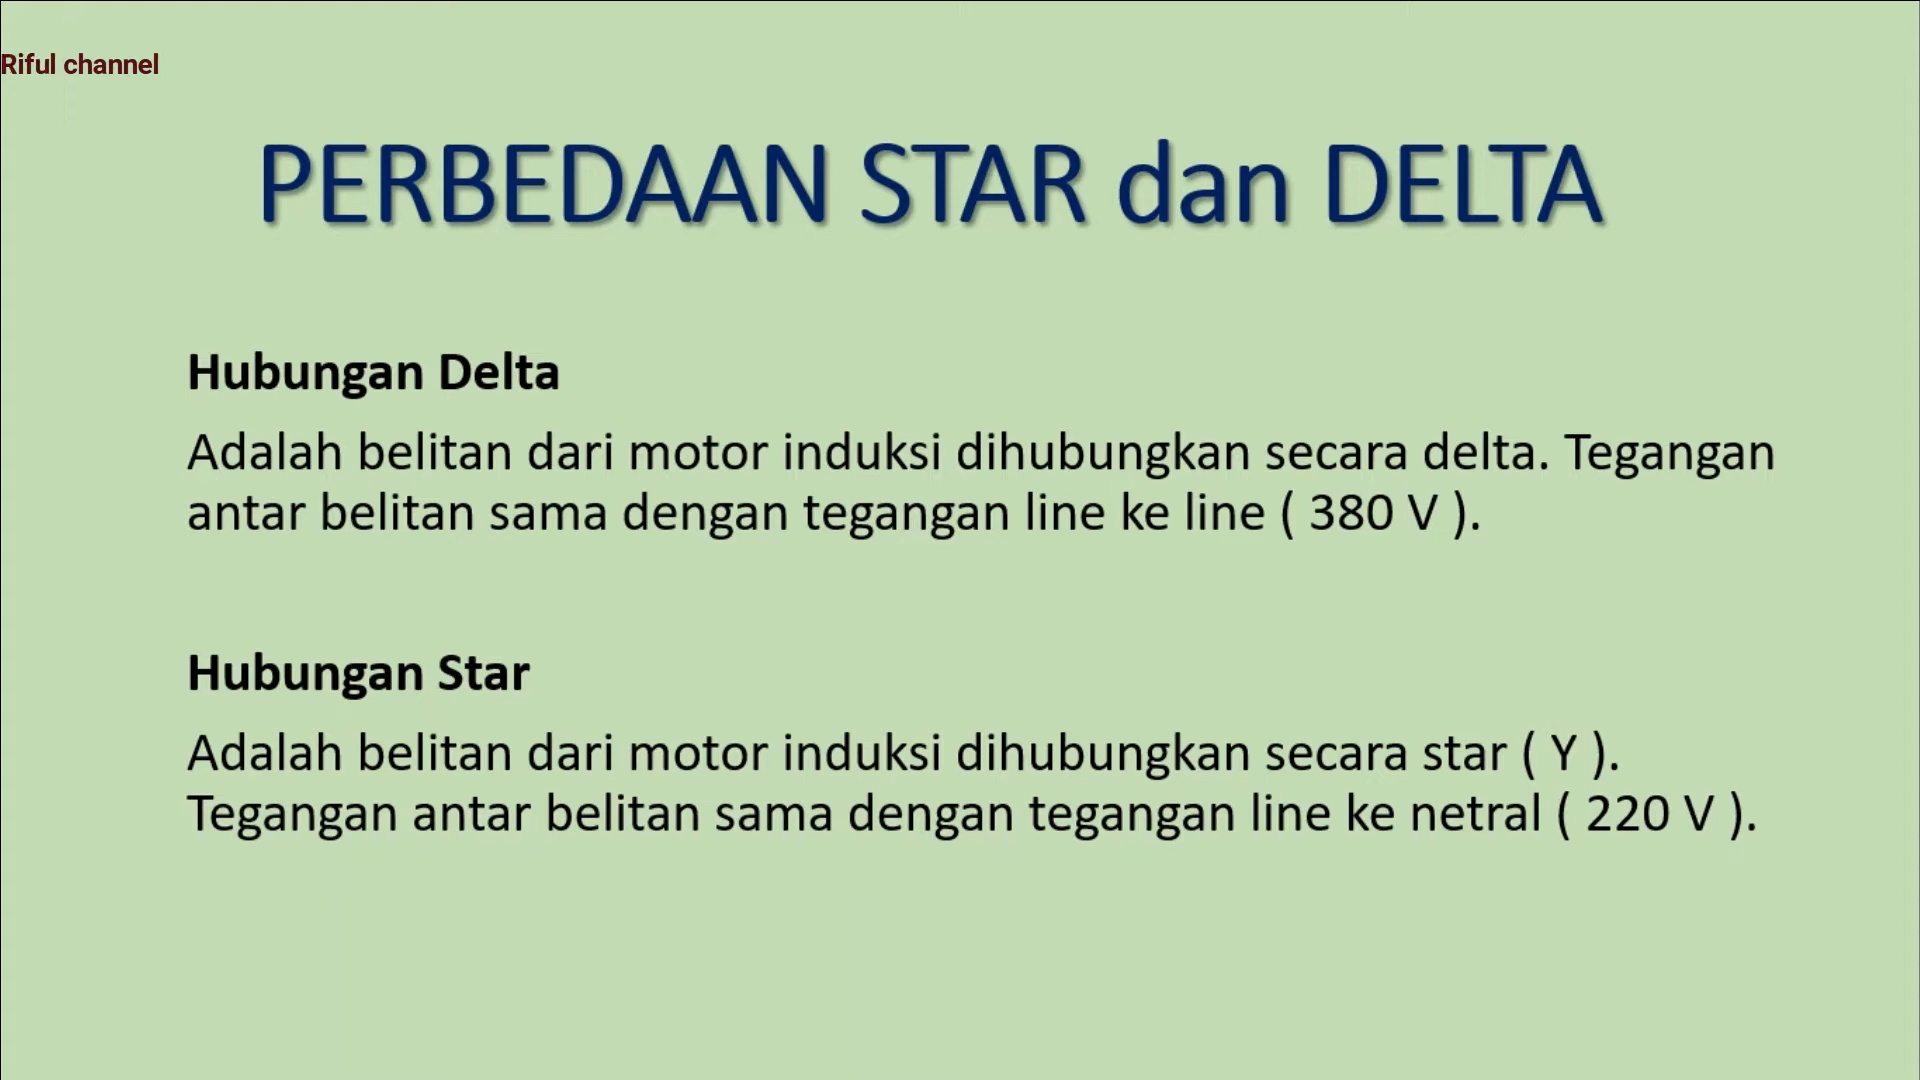 Riful channel
PERBEDAAN STAR dan DELTA
Hubungan Delta
Adalah belitan dari motor induksi dihubungkan secara delta. Tegangan
antar belitan sama dengan tegangan line ke line ( 380 V ).
Hubungan Star
Adalah belitan dari motor induksi dihubungkan secara star ( Y ).
Tegangan antar belitan sama dengan tegangan line ke netral ( 220 V ).